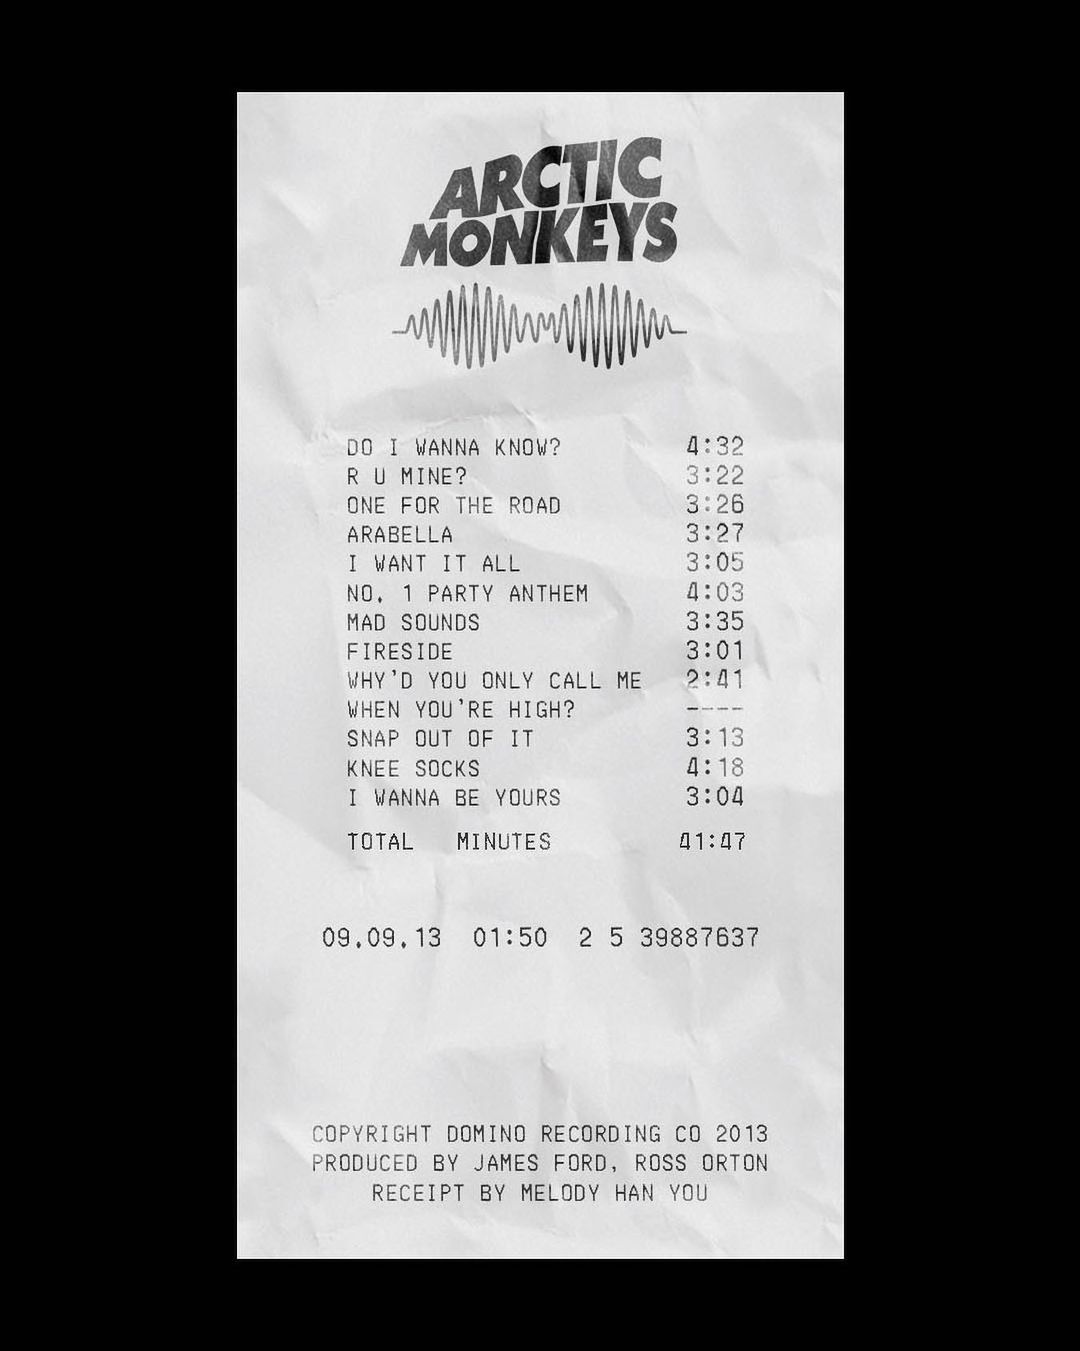 ARCTIC
MONKEYS
DO I WANNA KNOW? 4:32
R U MINE? 3:22
ONE FOR THE ROAD 3:26
ARABELLA 3:27
I WANT IT ALL 3:05
NO. 1 PARTY ANTHEM 4:03
MAD SOUNDS 3:35
FIRESIDE 3:01
WHY'D YOU ONLY CALL ME 2:41
WHEN YOU'RE HIGH? ----
SNAP OUT OF IT 3:13
KNEE SOCKS 4:18
I WANNA BE YOURS 3:04
TOTAL MINUTES 41:47
09.09.13 01:50 2 5 39887637
COPYRIGHT DOMINO RECORDING CO 2013
PRODUCED BY JAMES FORD, ROSS ORTON
RECEIPT BY MELODY HAN YOU